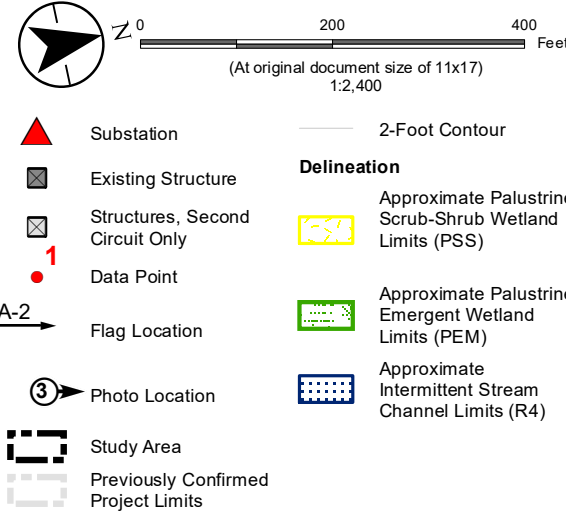 N
0 200 400
Feet
(At original document size of 11x17)
1:2,400
Substation
Existing Structure
Structures, Second
Circuit Only
1
Data Point
A-2
Flag Location
3
Photo Location
Study Area
Previously Confirmed
Project Limits
2-Foot Contour
Delineation
Approximate Palustrine
Scrub-Shrub Wetland
Limits (PSS)
Approximate Palustrine
Emergent Wetland
Limits (PEM)
Approximate
Intermittent Stream
Channel Limits (R4)